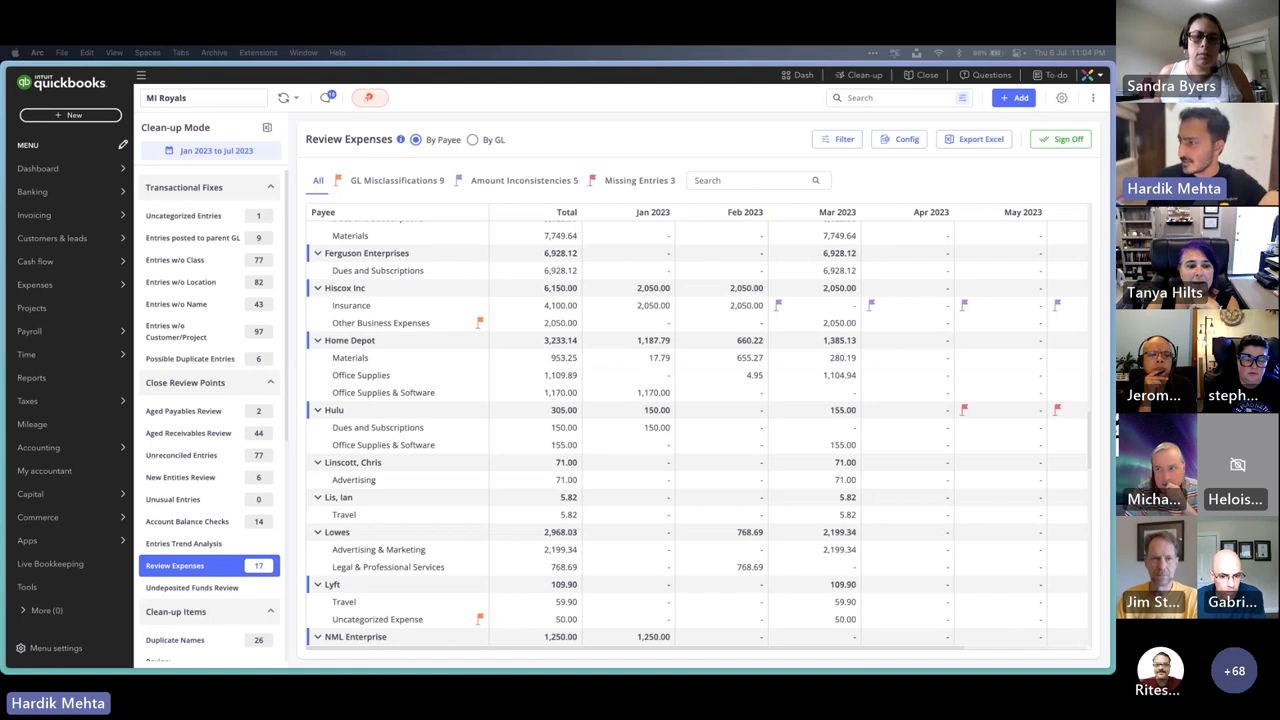 Arc File Edit View Spaces Tabs Archive Extensions Window Help
Thu 6 Jul 11:04 PM
INTUIT
quickbooks
Dash
Clean-up
Close
Questions
To-do
+ New
MI Royals
Search
+ Add
MENU
Dashboard
Banking
Invoicing
Customers & leads
Cash flow
Expenses
Projects
Payroll
Time
Reports
Taxes
Mileage
Accounting
My accountant
Capital
Commerce
Apps
Live Bookkeeping
Tools
More (0)
Menu settings
Clean-up Mode
Jan 2023 to Jul 2023
Transactional Fixes
Uncategorized Entries 1
Entries posted to parent GL 9
Entries w/o Class 77
Entries w/o Location 82
Entries w/o Name 43
Entries w/o
Customer/Project 97
Possible Duplicate Entries 6
Close Review Points
Aged Payables Review 2
Aged Receivables Review 44
Unreconciled Entries 77
New Entities Review 6
Unusual Entries 0
Account Balance Checks 14
Entries Trend Analysis
Review Expenses 17
Undeposited Funds Review
Clean-up Items
Duplicate Names 26
Review Expenses By Payee By GL
Filter
Config
Export Excel
Sign Off
All GL Misclassifications 9 Amount Inconsistencies 5 Missing Entries 3 Search
Payee Total Jan 2023 Feb 2023 Mar 2023 Apr 2023 May 2023
Materials 7,749.64 - - 7,749.64 - -
Ferguson Enterprises 6,928.12 - - 6,928.12 - -
Dues and Subscriptions 6,928.12 - - 6,928.12 - -
Hiscox Inc 6,150.00 2,050.00 2,050.00 2,050.00 - -
Insurance 4,100.00 2,050.00 2,050.00 - - -
Other Business Expenses 2,050.00 - - 2,050.00 - -
Home Depot 3,233.14 1,187.79 660.22 1,385.13 - -
Materials 953.25 17.79 655.27 280.19 - -
Office Supplies 1,109.89 - 4.95 1,104.94 - -
Office Supplies & Software 1,170.00 1,170.00 - - - -
Hulu 305.00 150.00 - 155.00 - -
Dues and Subscriptions 150.00 150.00 - - - -
Office Supplies & Software 155.00 - - 155.00 - -
Linscott, Chris 71.00 - - 71.00 - -
Advertising 71.00 - - 71.00 - -
Lis, Ian 5.82 - - 5.82 - -
Travel 5.82 - - 5.82 - -
Lowes 2,968.03 - 768.69 2,199.34 - -
Advertising & Marketing 2,199.34 - - 2,199.34 - -
Legal & Professional Services 768.69 - 768.69 - - -
Lyft 109.90 - - 109.90 - -
Travel 59.90 - - 59.90 - -
Uncategorized Expense 50.00 - - 50.00 - -
NML Enterprise 1,250.00 1,250.00 - - - -
Sandra Byers
Hardik Mehta
Tanya Hilts
Jerom...
steph...
Micha...
Helois...
Jim St...
Gabri...
Rites...
+68
Hardik Mehta